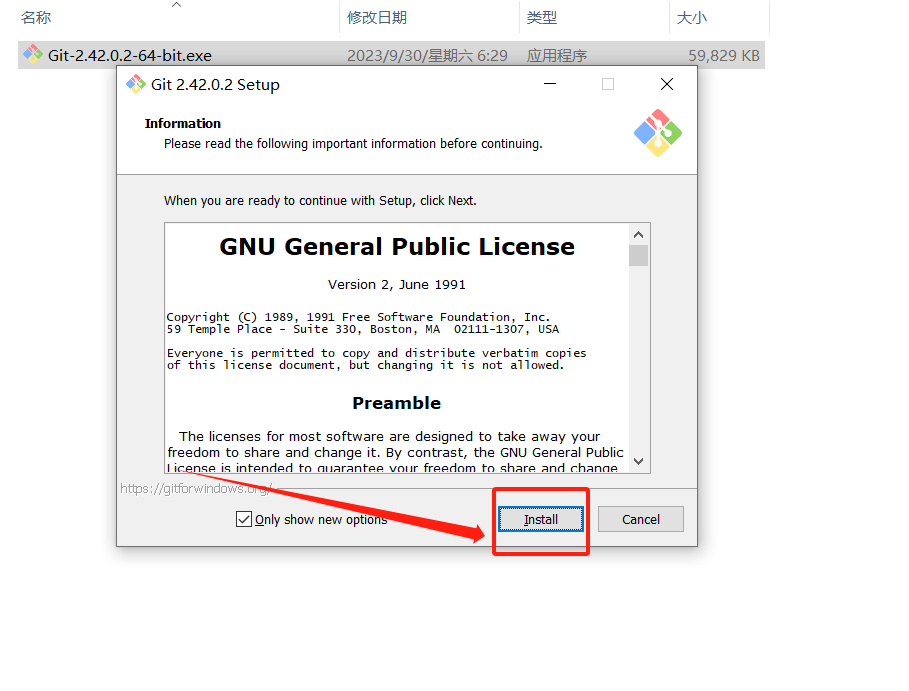 名称 修改日期 类型 大小
Git-2.42.0.2-64-bit.exe 2023/9/30/星期六 6:29 应用程序 59,829 KB
Git 2.42.0.2 Setup
Information
Please read the following important information before continuing.
When you are ready to continue with Setup, click Next.
GNU General Public License
Version 2, June 1991
Copyright (C) 1989, 1991 Free Software Foundation, Inc.
59 Temple Place - Suite 330, Boston, MA  02111-1307, USA
Everyone is permitted to copy and distribute verbatim copies
of this license document, but changing it is not allowed.
Preamble
The licenses for most software are designed to take away your
freedom to share and change it. By contrast, the GNU General Public
License is intended to guarantee your freedom to share and change
https://gitforwindows.org/
Only show new options
Install
Cancel